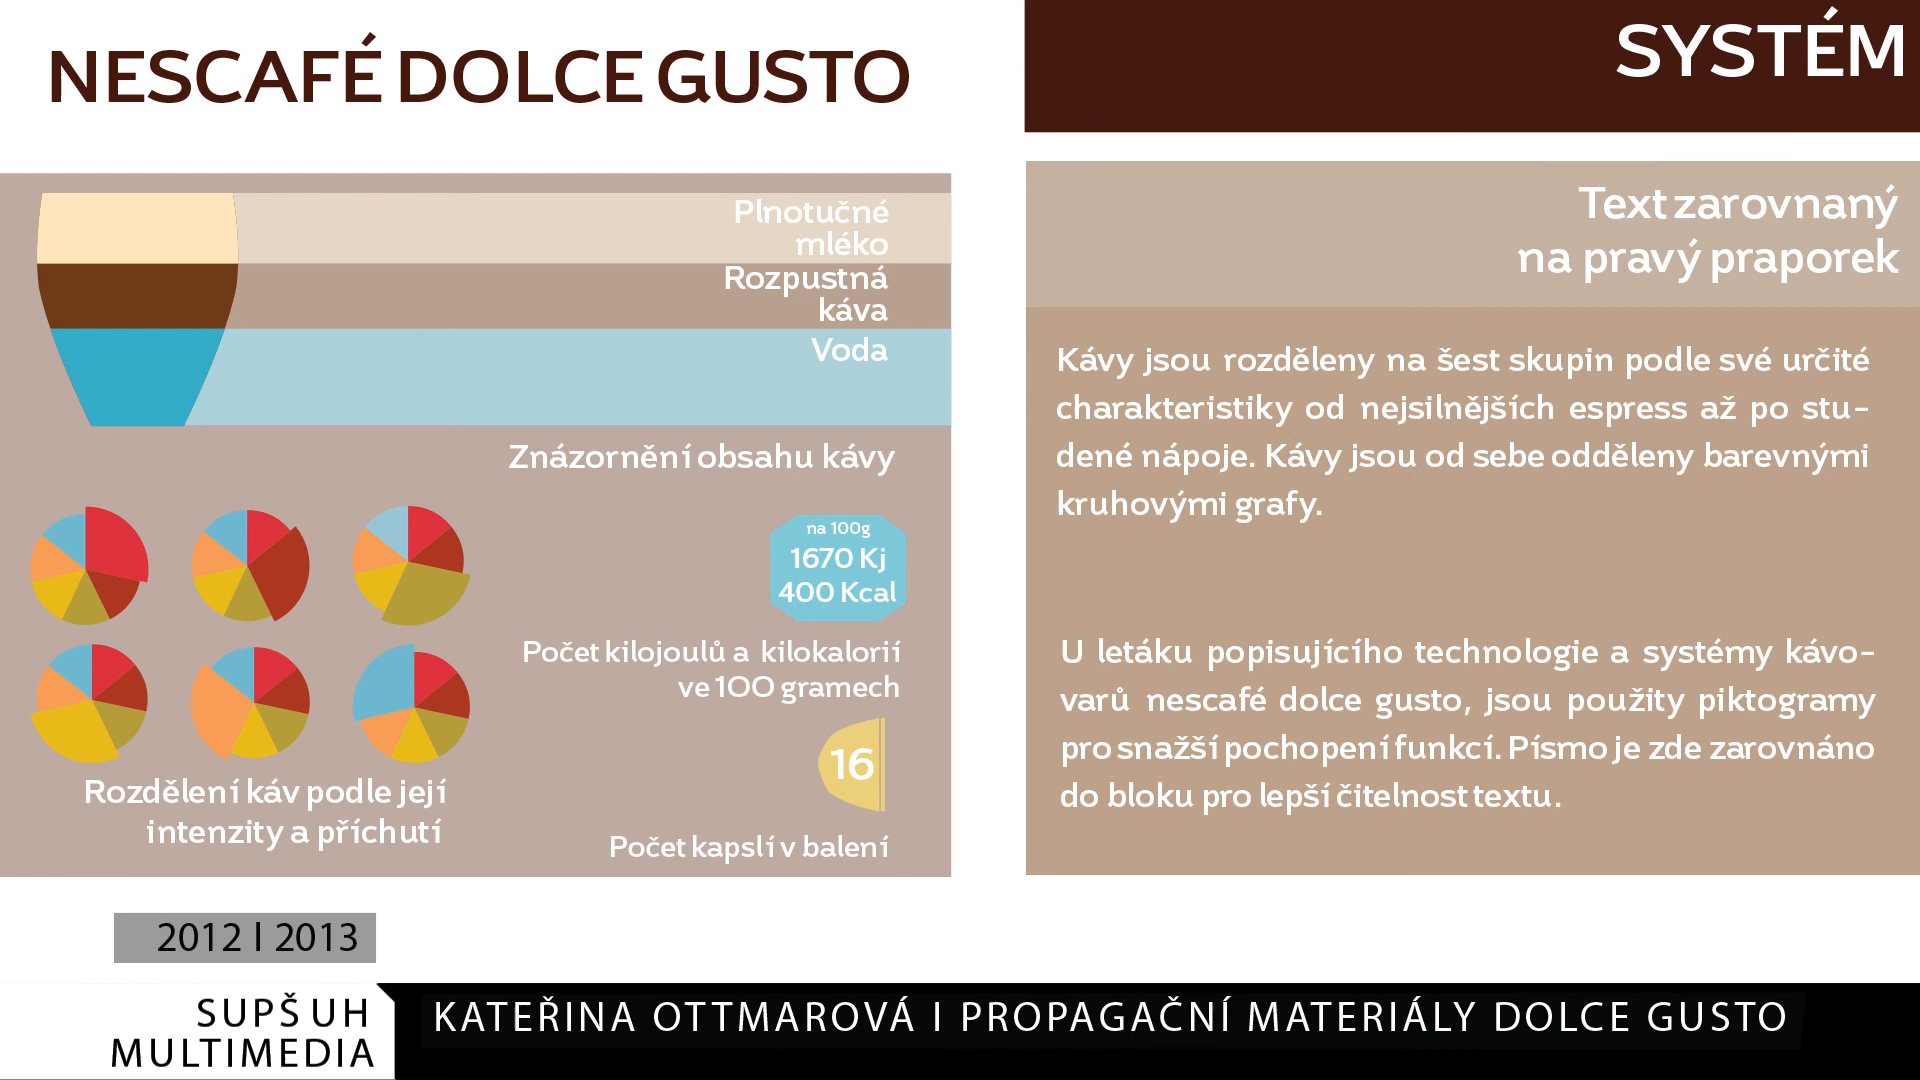 NESCAFÉ DOLCE GUSTO
SYSTÉM
Plnotučné
mléko
Rozpustná
káva
Voda
Znázornění obsahu kávy
na 100g
1670 Kj
400 Kcal
Počet kilojoulů a kilokalorií
ve 100 gramech
16
Počet kapslí v balení
Rozdělení káv podle její
intenzity a příchutí
Text zarovnaný
na pravý praporek
Kávy jsou rozděleny na šest skupin podle své určité
charakteristiky od nejsilnějších espress až po stu-
dené nápoje. Kávy jsou od sebe odděleny barevnými
kruhovými grafy.
U letáku popisujícího technologie a systémy kávo-
varů nescafé dolce gusto, jsou použity piktogramy
pro snažší pochopení funkcí. Písmo je zde zarovnáno
do bloku pro lepší čitelnost textu.
2012 | 2013
SUPŠ UH
MULTIMEDIA
KATEŘINA OTTMAROVÁ I PROPAGAČNÍ MATERIÁLY DOLCE GUSTO